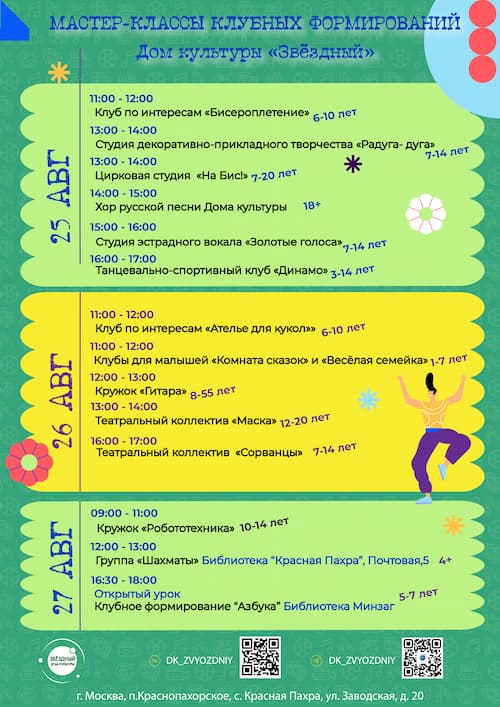 МАСТЕР-КЛАССЫ КЛУБНЫХ ФОРМИРОВАНИЙ
Дом культуры «Звёздный»
25 АВГ
11:00 - 12:00
Клуб по интересам «Бисероплетение» 6-10 лет
13:00 - 14:00
Студия декоративно-прикладного творчества «Радуга- дуга»
7-14 лет
13:00 - 14:00
Цирковая студия «На Бис!» 7-20 лет
14:00 - 15:00
Хор русской песни Дома культуры 18+
15:00 - 16:00
Студия эстрадного вокала «Золотые голоса» 7-14 лет
16:00 - 17:00
Танцевально-спортивный клуб «Динамо» 3-14 лет
26 АВГ
11:00 - 12:00
Клуб по интересам «Ателье для кукол»» 6-10 лет
11:00 - 12:00
Клубы для малышей «Комната сказок» и «Весёлая семейка» 1-7 лет
12:00 - 13:00
Кружок «Гитара» 8-55 лет
13:00 - 14:00
Театральный коллектив «Маска» 12-20 лет
16:00 - 17:00
Театральный коллектив «Сорванцы» 7-14 лет
27 АВГ
09:00 - 11:00
Кружок «Робототехника» 10-14 лет
12:00 - 13:00
Группа «Шахматы» Библиотека “Красная Пахра”, Почтовая,5 4+
16:30 - 18:00
Открытый урок
Клубное формирование “Азбука” Библиотека Минзаг 5-7 лет
ЗВЁЗДНЫЙ
ДОМ КУЛЬТУРЫ
DK_ZVYOZDNIY
DK_ZVYOZDNIY
г. Москва, п.Краснопахорское, с. Красная Пахра, ул. Заводская, д. 20